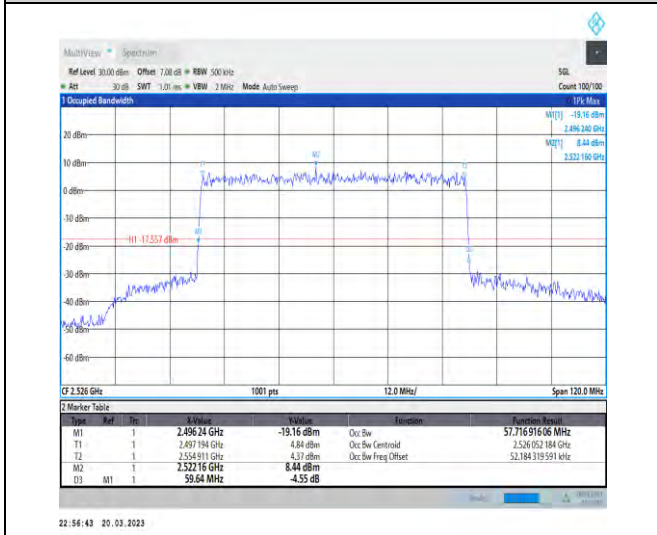 MultiView Spectrum
Ref Level 30.00 dBm Offset 7.08 dB RBW 500 kHz SGL
Att 30 dB SWT 1.01 ms VBW 2 MHz Mode Auto Sweep Count 100/100
1 Occupied Bandwidth 1Pk Max
M1[1] -19.16 dBm
2.496 240 GHz
M2[1] 8.44 dBm
2.522 160 GHz
20 dBm
10 dBm
0 dBm
-10 dBm
H1 -17.557 dBm
-20 dBm
-30 dBm
-40 dBm
-50 dBm
-60 dBm
T1
M2
T2
M1
CF 2.526 GHz 1001 pts 12.0 MHz/ Span 120.0 MHz
2 Marker Table
Type Ref Trc X-Value Y-Value Function Function Result
M1 1 2.496 24 GHz -19.16 dBm Occ Bw 57.716 916 06 MHz
T1 1 2.497 194 GHz 4.84 dBm Occ Bw Centroid 2.526 052 184 GHz
T2 1 2.554 911 GHz 4.37 dBm Occ Bw Freq Offset 52.184 319 591 kHz
M2 1 2.522 16 GHz 8.44 dBm
D3 M1 1 59.64 MHz -4.55 dB
22:56:43 20.03.2023